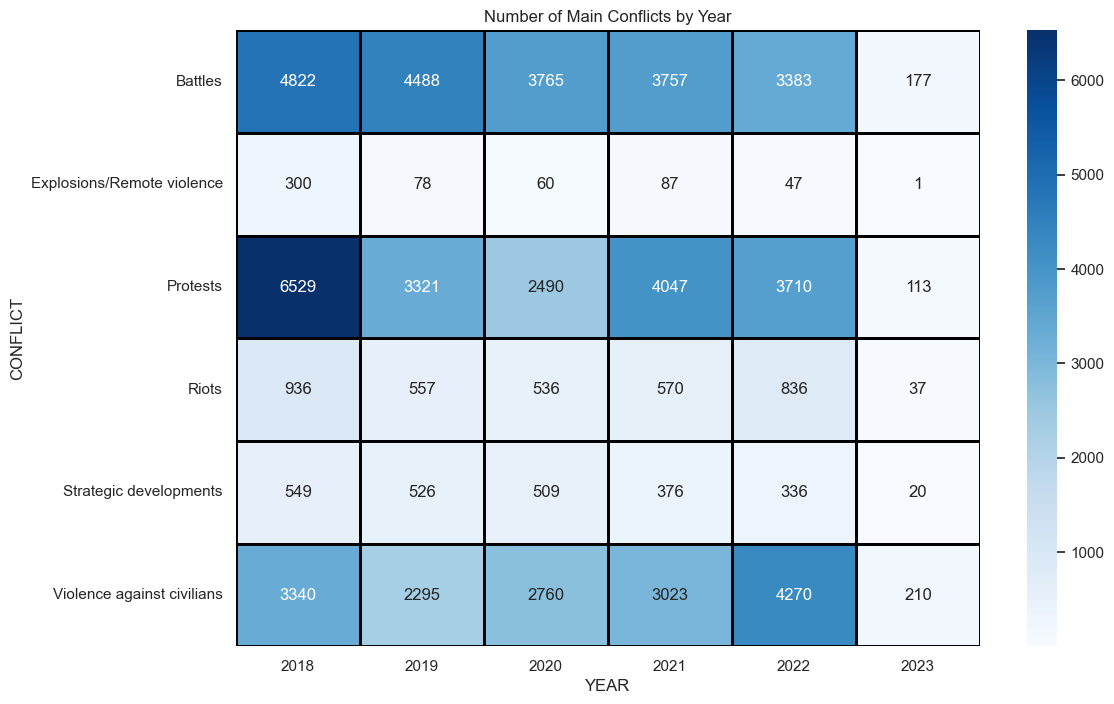 Number of Main Conflicts by Year
Battles 4822 4488 3765 3757 3383 177
Explosions/Remote violence 300 78 60 87 47 1
Protests 6529 3321 2490 4047 3710 113
Riots 936 557 536 570 836 37
Strategic developments 549 526 509 376 336 20
Violence against civilians 3340 2295 2760 3023 4270 210
2018 2019 2020 2021 2022 2023
YEAR
CONFLICT
6000
5000
4000
3000
2000
1000